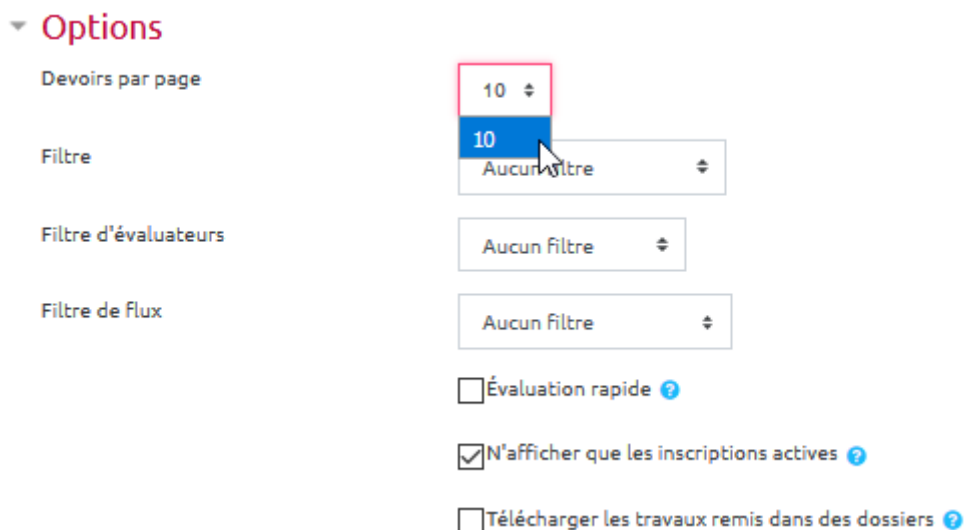 Options
Devoirs par page
10
10
Filtre
Aucun filtre
Filtre d'évaluateurs
Aucun filtre
Filtre de flux
Aucun filtre
Évaluation rapide
N'afficher que les inscriptions actives
Télécharger les travaux remis dans des dossiers